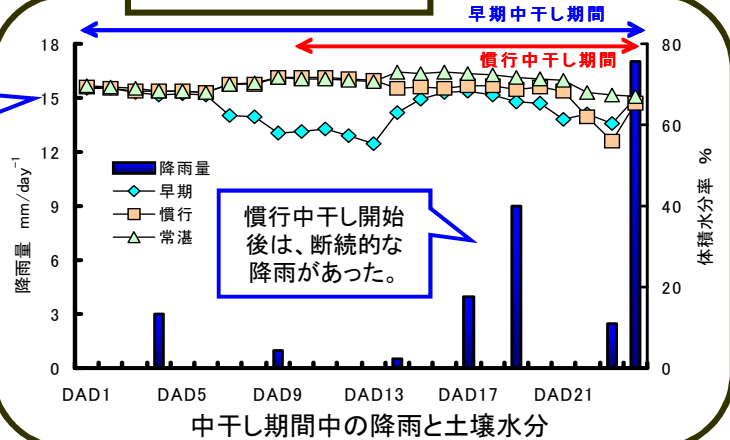 早期中干し期間
慣行中干し期間
18
15
12
9
6
3
0
降雨量 mm/day⁻¹
80
60
40
20
0
体積水分率 %
降雨量
早期
慣行
常湛
慣行中干し開始
後は、断続的な
降雨があった。
DAD1 DAD5 DAD9 DAD13 DAD17 DAD21
中干し期間中の降雨と土壌水分